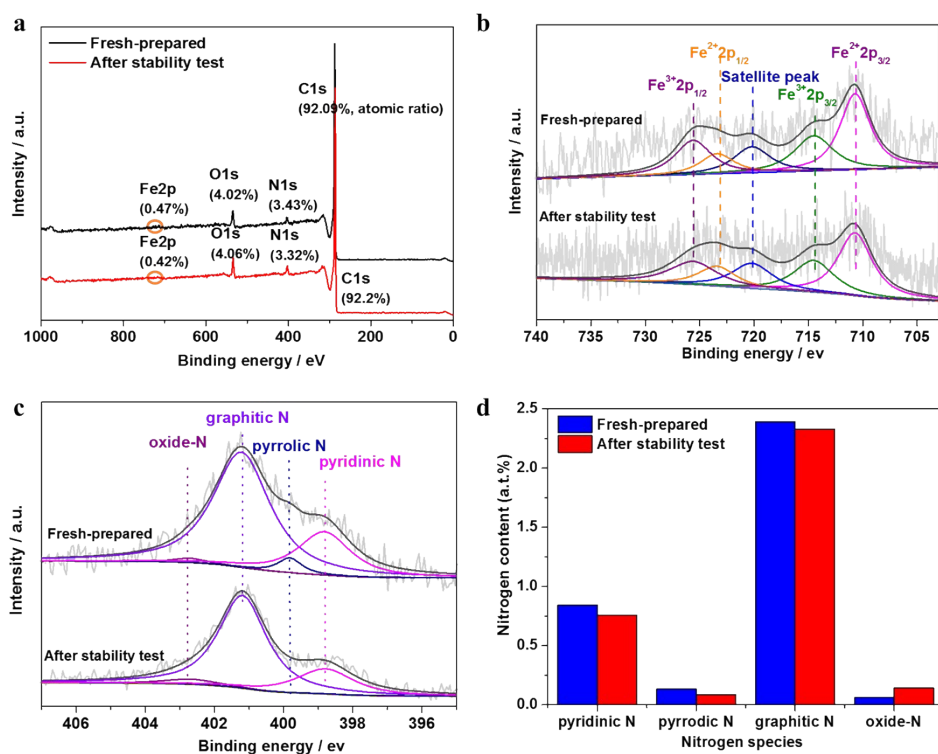 a
Fresh-prepared
After stability test
C1s
(92.09%, atomic ratio)
O1s
(4.02%)
N1s
(3.43%)
Fe2p
(0.47%)
Fe2p
(0.42%)
O1s
(4.06%)
N1s
(3.32%)
C1s
(92.2%)
Intensity / a.u.
1000 800 600 400 200 0
Binding energy / eV
b
Fe2+2p1/2
Fe2+2p3/2
Satellite peak
Fe3+2p1/2
Fe3+2p3/2
Fresh-prepared
After stability test
Intensity / a.u.
740 735 730 725 720 715 710 705
Binding energy / ev
c
graphitic N
oxide-N
pyrrolic N
pyridinic N
Fresh-prepared
After stability test
Intensity / a.u.
406 404 402 400 398 396
Binding energy / ev
d
Fresh-prepared
After stability test
Nitrogen content (a.t.%)
2.5
2.0
1.5
1.0
0.5
0.0
pyridinic N pyrrodic N graphitic N oxide-N
Nitrogen species